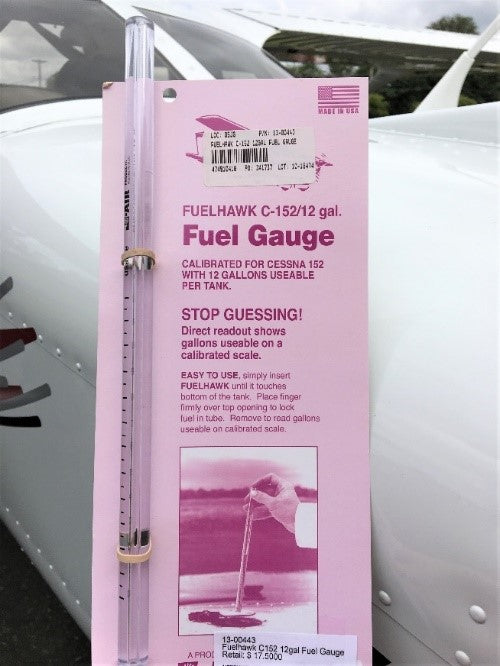 MADE IN USA
LOC: 05J8 P/N: 13-00443
FUELHAWK C-152 12GAL FUEL GAUGE
FUELHAWK C-152/12 gal.
Fuel Gauge
CALIBRATED FOR CESSNA 152
WITH 12 GALLONS USEABLE
PER TANK.
STOP GUESSING!
Direct readout shows
gallons useable on a
calibrated scale.
EASY TO USE, simply insert
FUELHAWK until it touches
bottom of the tank. Place finger
firmly over top opening to lock
fuel in tube. Remove to read gallons
useable on calibrated scale.
13-00443
Fuelhawk C152 12gal Fuel Gauge
Retail: $ 17.5000
A PROD